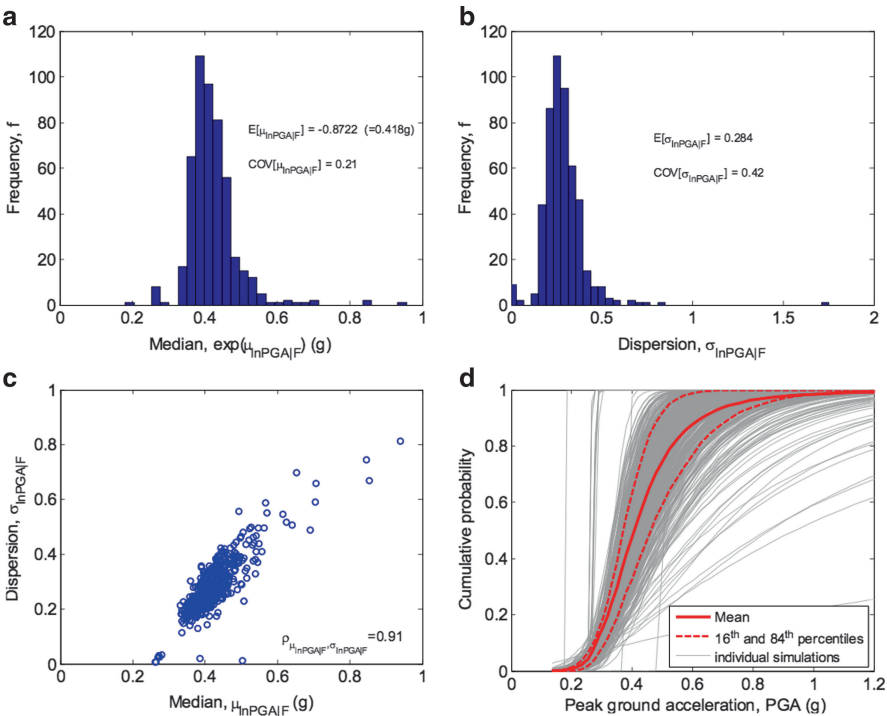 a
120
100
80
60
40
20
0
Frequency, f
E[μlnPGA|F] = -0.8722 (=0.418g)
COV[μlnPGA|F] = 0.21
0 0.2 0.4 0.6 0.8 1
Median, exp(μlnPGA|F) (g)
b
120
100
80
60
40
20
0
Frequency, f
E[σlnPGA|F] = 0.284
COV[σlnPGA|F] = 0.42
0 0.5 1 1.5 2
Dispersion, σlnPGA|F
c
1
0.8
0.6
0.4
0.2
0
Dispersion, σlnPGA|F
ρμlnPGA|F,σlnPGA|F=0.91
0 0.2 0.4 0.6 0.8 1
Median, μlnPGA|F (g)
d
1
0.8
0.6
0.4
0.2
0
Cumulative probability
Mean
16th and 84th percentiles
individual simulations
0 0.2 0.4 0.6 0.8 1 1.2
Peak ground acceleration, PGA (g)